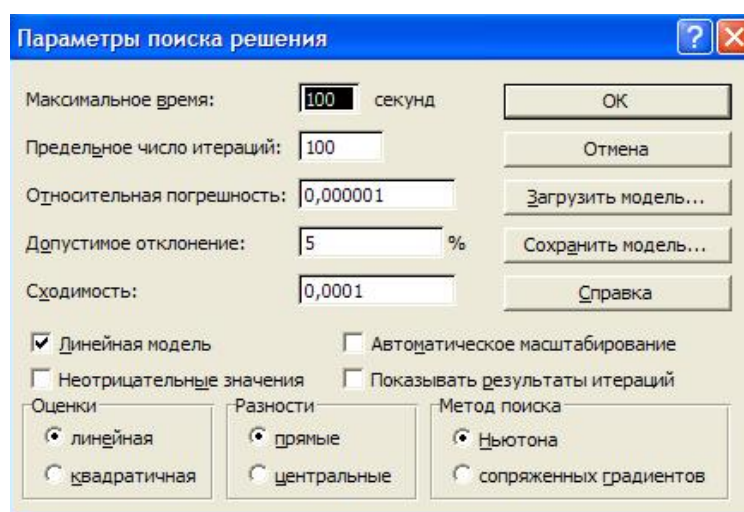 Параметры поиска решения
Максимальное время: 100 секунд OK
Предельное число итераций: 100 Отмена
Относительная погрешность: 0,000001 Загрузить модель...
Допустимое отклонение: 5 % Сохранить модель...
Сходимость: 0,0001 Справка
Линейная модель Автоматическое масштабирование
Неотрицательные значения Показывать результаты итераций
Оценки Разности Метод поиска
линейная прямые Ньютона
квадратичная центральные сопряженных градиентов